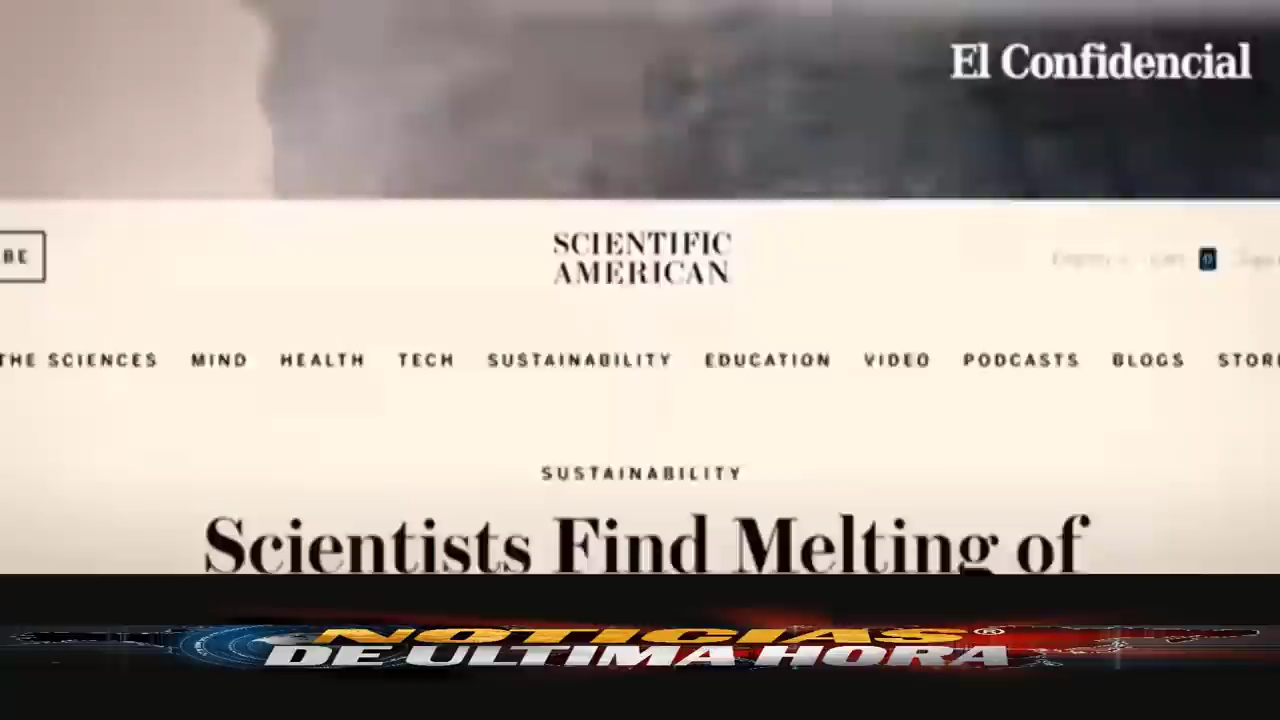 El Confidencial
BE
SCIENTIFIC
AMERICAN
THE SCIENCES MIND HEALTH TECH SUSTAINABILITY EDUCATION VIDEO PODCASTS BLOGS STOR
SUSTAINABILITY
Scientists Find Melting of
NOTICIAS®
DE ULTIMA HORA